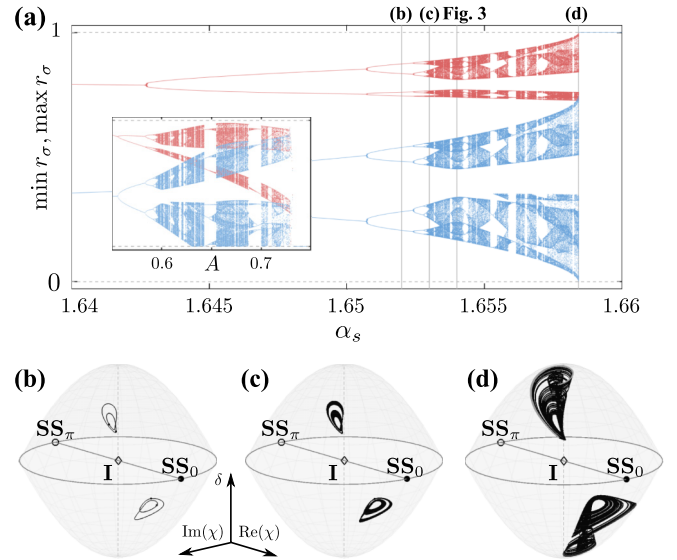 (a)
(b) (c) Fig. 3 (d)
min r_σ, max r_σ
1
0
0.6 A 0.7
1.64 1.645 1.65 1.655 1.66
α_s
(b) (c) (d)
SS_π SS_0 I
SS_π SS_0 I
SS_π SS_0 I
δ
Im(χ) Re(χ)